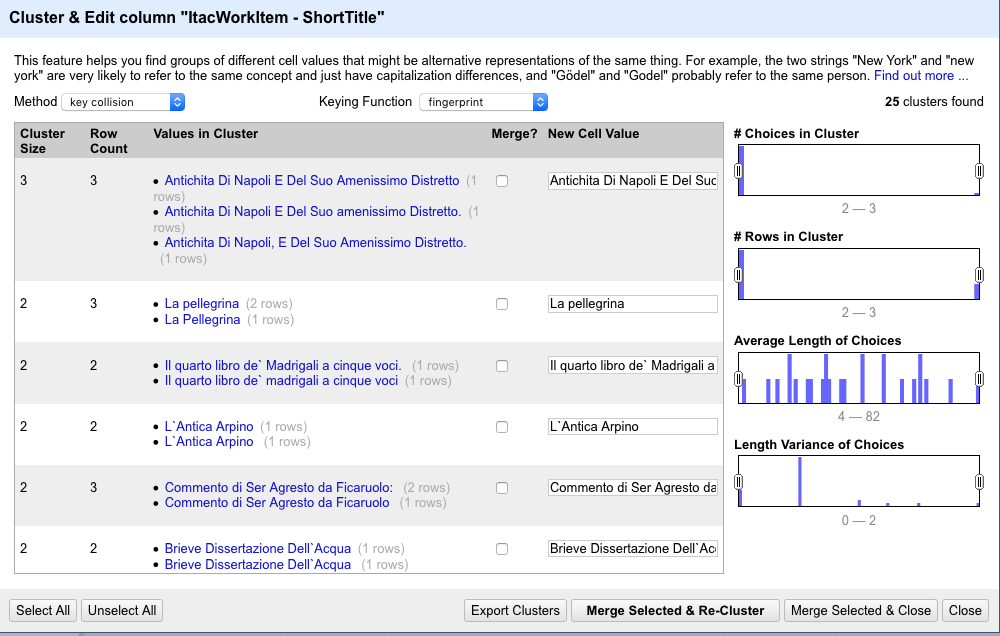 Cluster & Edit column "ItacWorkItem - ShortTitle"
This feature helps you find groups of different cell values that might be alternative representations of the same thing. For example, the two strings "New York" and "new
york" are very likely to refer to the same concept and just have capitalization differences, and "Gödel" and "Godel" probably refer to the same person. Find out more ...
Method key collision Keying Function fingerprint 25 clusters found
Cluster Size Row Count Values in Cluster Merge? New Cell Value
3 3 • Antichita Di Napoli E Del Suo Amenissimo Distretto (1 Antichita Di Napoli E Del Suo
rows)
• Antichita Di Napoli E Del Suo amenissimo Distretto. (1
rows)
• Antichita Di Napoli, E Del Suo Amenissimo Distretto.
(1 rows)
2 3 • La pellegrina (2 rows) La pellegrina
• La Pellegrina (1 rows)
2 2 • Il quarto libro de` Madrigali a cinque voci. (1 rows) Il quarto libro de` Madrigali a
• Il quarto libro de` madrigali a cinque voci (1 rows)
2 2 • L`Antica Arpino (1 rows) L`Antica Arpino
• L`Antica Arpino (1 rows)
2 3 • Commento di Ser Agresto da Ficaruolo: (2 rows) Commento di Ser Agresto da
• Commento di Ser Agresto da Ficaruolo (1 rows)
2 2 • Brieve Dissertazione Dell`Acqua (1 rows) Brieve Dissertazione Dell`Ac
• Brieve Dissertazione Dell`Acqua (1 rows)
# Choices in Cluster
2 — 3
# Rows in Cluster
2 — 3
Average Length of Choices
4 — 82
Length Variance of Choices
0 — 2
Select All Unselect All Export Clusters Merge Selected & Re-Cluster Merge Selected & Close Close